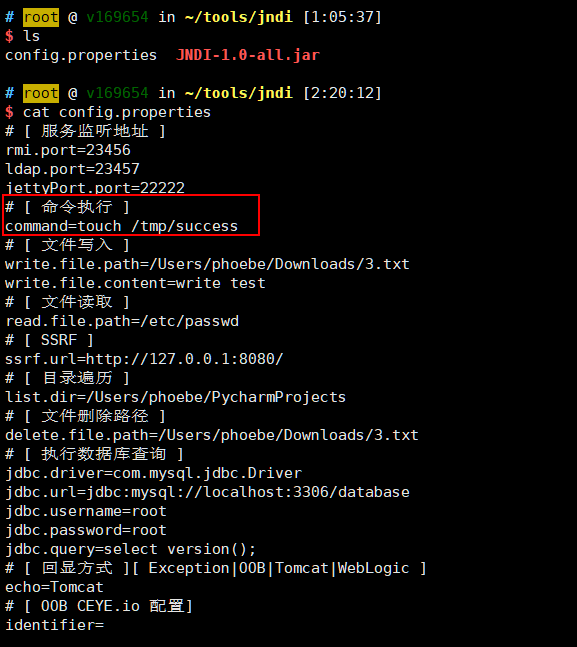 # root @ v169654 in ~/tools/jndi [1:05:37]
$ ls
config.properties  JNDI-1.0-all.jar
# root @ v169654 in ~/tools/jndi [2:20:12]
$ cat config.properties
# [ 服务监听地址 ]
rmi.port=23456
ldap.port=23457
jettyPort.port=22222
# [ 命令执行 ]
command=touch /tmp/success
# [ 文件写入 ]
write.file.path=/Users/phoebe/Downloads/3.txt
write.file.content=write test
# [ 文件读取 ]
read.file.path=/etc/passwd
# [ SSRF ]
ssrf.url=http://127.0.0.1:8080/
# [ 目录遍历 ]
list.dir=/Users/phoebe/PycharmProjects
# [ 文件删除路径 ]
delete.file.path=/Users/phoebe/Downloads/3.txt
# [ 执行数据库查询 ]
jdbc.driver=com.mysql.jdbc.Driver
jdbc.url=jdbc:mysql://localhost:3306/database
jdbc.username=root
jdbc.password=root
jdbc.query=select version();
# [ 回显方式 ][ Exception|OOB|Tomcat|WebLogic ]
echo=Tomcat
# [ OOB CEYE.io 配置]
identifier=